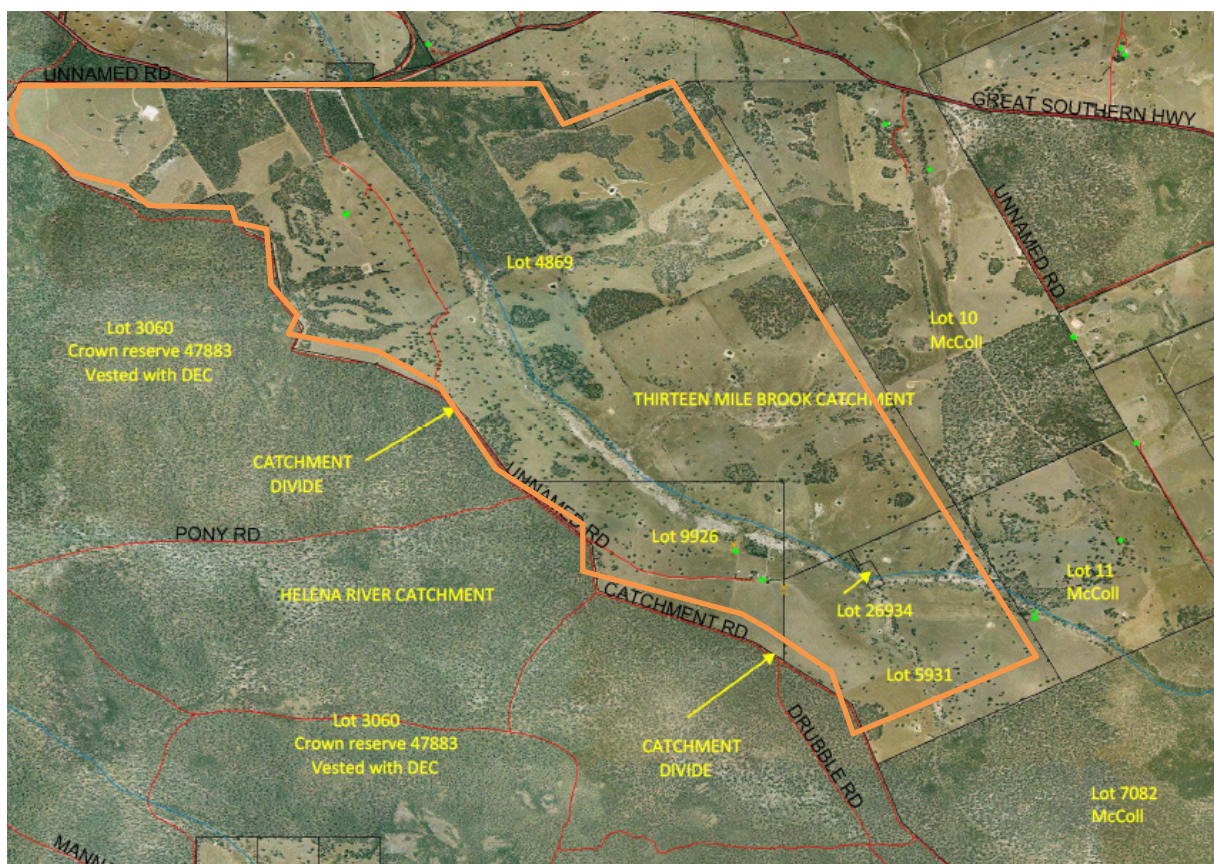 UNNAMED RD
GREAT SOUTHERN HWY
UNNAMED RD
Lot 4869
Lot 3060
Crown reserve 47883
Vested with DEC
Lot 10
McColl
THIRTEEN MILE BROOK CATCHMENT
CATCHMENT
DIVIDE
UNNAMED RD
PONY RD
Lot 9926
HELENA RIVER CATCHMENT
Lot 11
McColl
CATCHMENT RD
Lot 26934
Lot 5931
Lot 3060
Crown reserve 47883
Vested with DEC
CATCHMENT
DIVIDE
DRUBBLE RD
Lot 7082
McColl